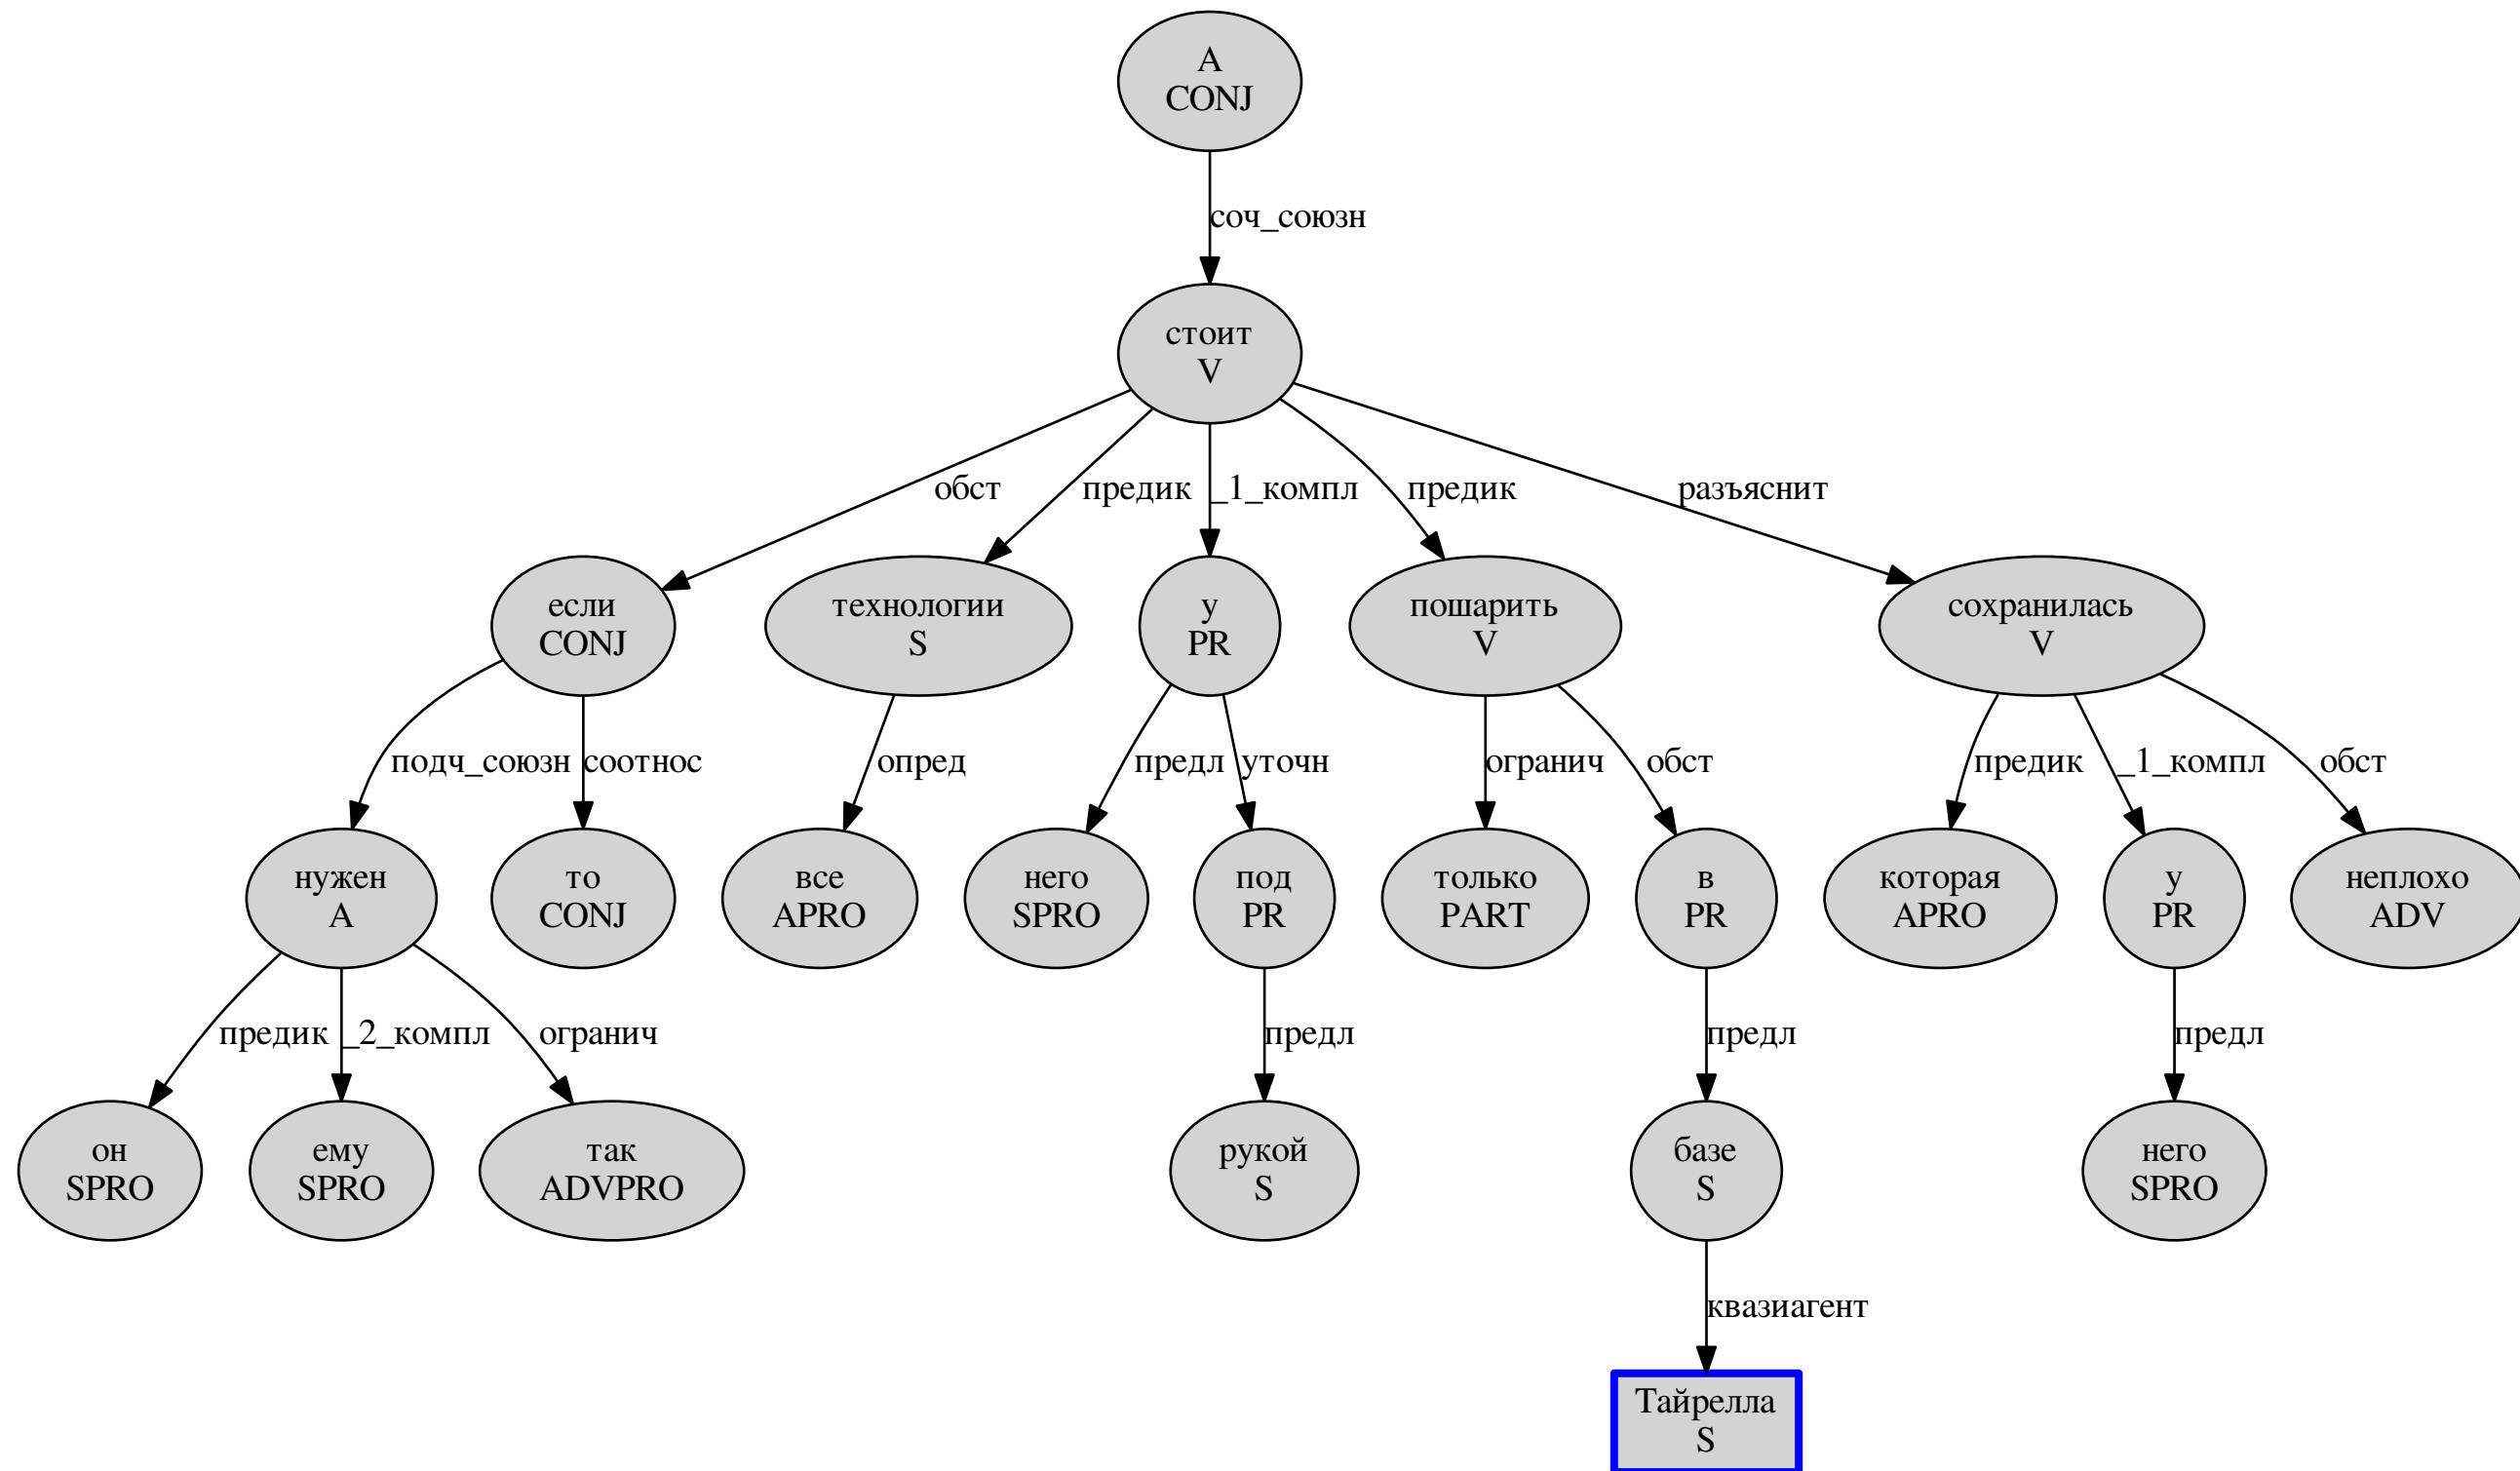 А
CONJ
соч_союзн
стоит
V
обст
предик
_1_компл
предик
разъяснит
если
CONJ
технологии
S
у
PR
пошарить
V
сохранилась
V
подч_союзн
соотнос
опред
предл
уточн
огранич
обст
предик
_1_компл
обст
нужен
A
то
CONJ
все
APRO
него
SPRO
под
PR
только
PART
в
PR
которая
APRO
у
PR
неплохо
ADV
предик
_2_компл
огранич
предл
предл
предл
он
SPRO
ему
SPRO
так
ADVPRO
рукой
S
базе
S
него
SPRO
квазиагент
Тайрелла
S